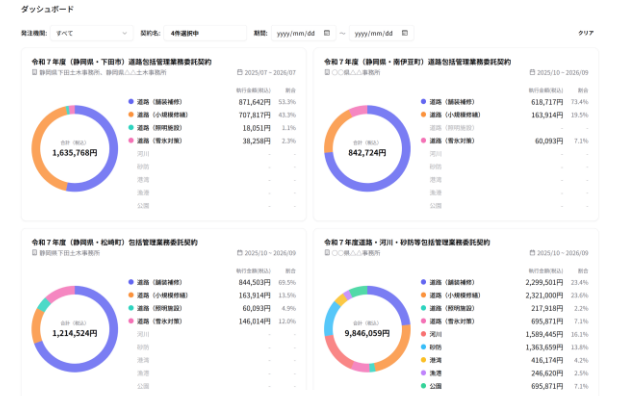 ダッシュボード
発注機関: すべて 契約名: 4件選択中 期間: yyyy/mm/dd ～ yyyy/mm/dd クリア
令和７年度（静岡県・下田市）道路包括管理業務委託契約
静岡県下田土木事務所、静岡県△△土木事務所 2025/07 ~ 2026/07
執行金額(税込) 割合
道路（舗装補修） 871,642円 53.3%
道路（小規模修繕） 707,817円 43.3%
道路（照明施設） 18,051円 1.1%
道路（雪氷対策） 38,258円 2.3%
河川 - -
砂防 - -
港湾 - -
漁港 - -
公園 - -
合計（税込）
1,635,768円
令和７年度（静岡県・南伊豆町）道路包括管理業務委託契約
〇〇県△△事務所 2025/10 ~ 2026/09
執行金額(税込) 割合
道路（舗装補修） 618,717円 73.4%
道路（小規模修繕） 163,914円 19.5%
道路（照明施設） - -
道路（雪氷対策） 60,093円 7.1%
河川 - -
砂防 - -
港湾 - -
漁港 - -
公園 - -
合計（税込）
842,724円
令和７年度（静岡県・松崎町）包括管理業務委託契約
静岡県下田土木事務所 2025/10 ~ 2026/09
執行金額(税込) 割合
道路（舗装補修） 844,503円 69.5%
道路（小規模修繕） 163,914円 13.5%
道路（照明施設） 60,093円 4.9%
道路（雪氷対策） 146,014円 12.0%
河川 - -
砂防 - -
港湾 - -
漁港 - -
公園 - -
合計（税込）
1,214,524円
令和７年度道路・河川・砂防等包括管理業務委託契約
〇〇県△△事務所 2025/10 ~ 2026/09
執行金額(税込) 割合
道路（舗装補修） 2,299,501円 23.4%
道路（小規模修繕） 2,321,000円 23.6%
道路（照明施設） 217,918円 2.2%
道路（雪氷対策） 695,871円 7.1%
河川 1,589,445円 16.1%
砂防 1,363,659円 13.8%
港湾 416,174円 4.2%
漁港 246,620円 2.5%
公園 695,871円 7.1%
合計（税込）
9,846,059円